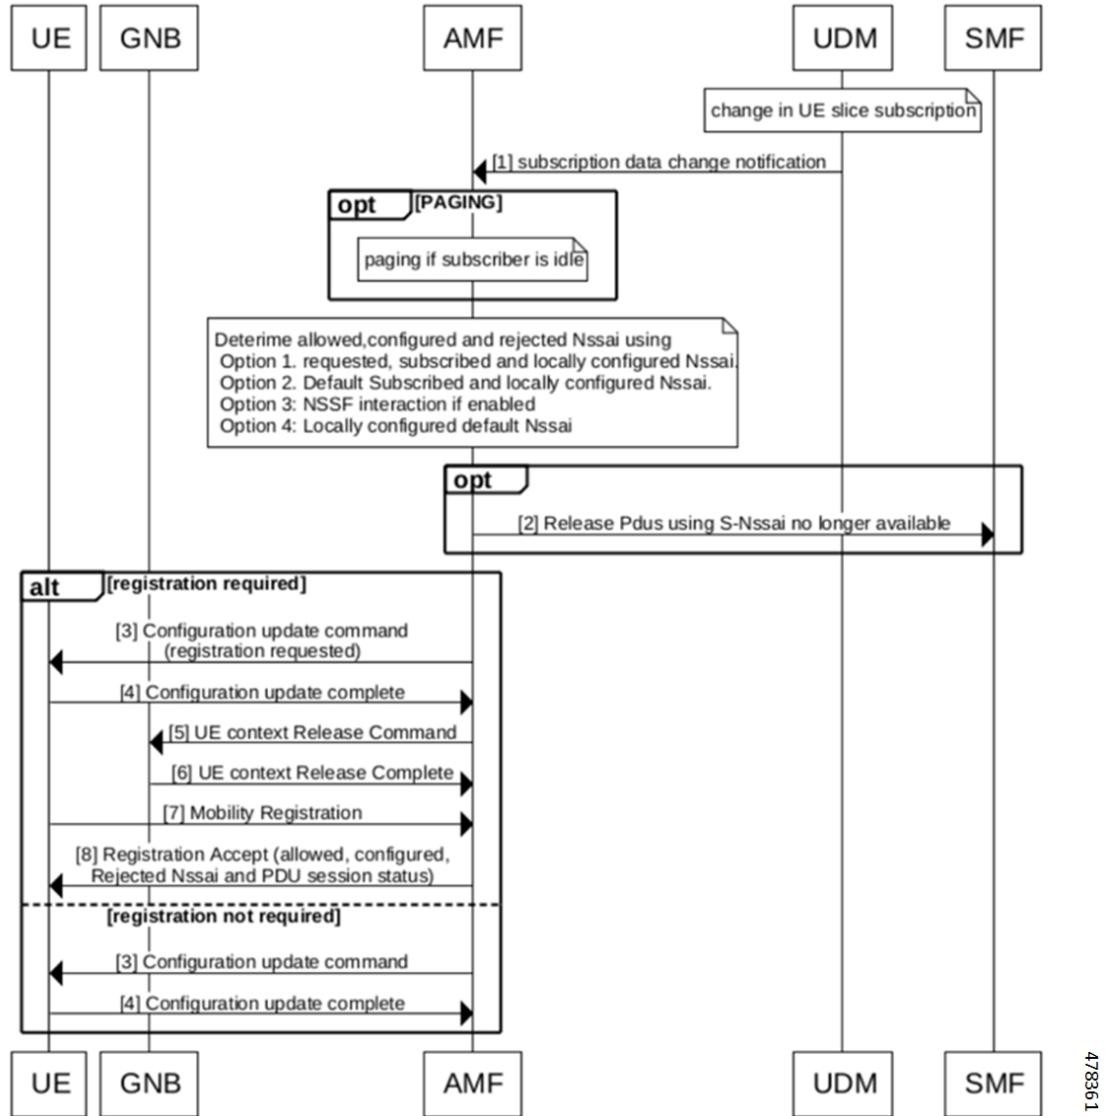 UE GNB AMF UDM SMF
change in UE slice subscription
[1] subscription data change notification
opt [PAGING]
paging if subscriber is idle
Deterime allowed,configured and rejected Nssai using
Option 1. requested, subscribed and locally configured Nssai.
Option 2. Default Subscribed and locally configured Nssai.
Option 3: NSSF interaction if enabled
Option 4: Locally configured default Nssai
opt
[2] Release Pdus using S-Nssai no longer available
alt [registration required]
[3] Configuration update command
(registration requested)
[4] Configuration update complete
[5] UE context Release Command
[6] UE context Release Complete
[7] Mobility Registration
[8] Registration Accept (allowed, configured,
Rejected Nssai and PDU session status)
[registration not required]
[3] Configuration update command
[4] Configuration update complete
UE GNB AMF UDM SMF
478361